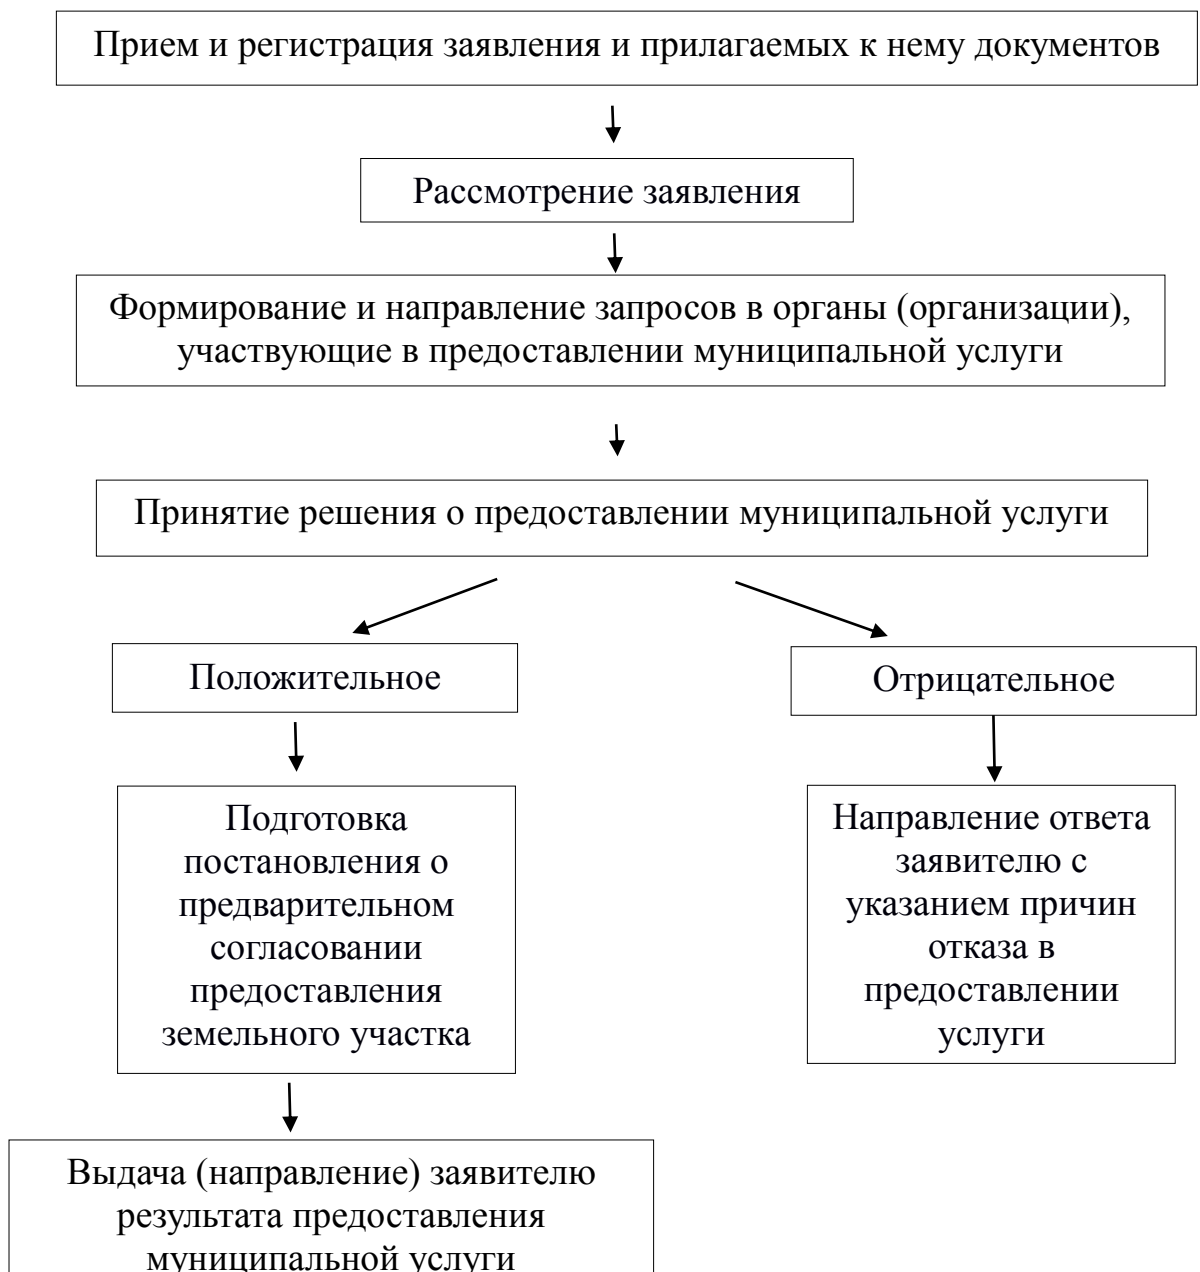 Прием и регистрация заявления и прилагаемых к нему документов
Рассмотрение заявления
Формирование и направление запросов в органы (организации),
участвующие в предоставлении муниципальной услуги
Принятие решения о предоставлении муниципальной услуги
Положительное
Отрицательное
Подготовка
постановления о
предварительном
согласовании
предоставления
земельного участка
Направление ответа
заявителю с
указанием причин
отказа в
предоставлении
услуги
Выдача (направление) заявителю
результата предоставления
муниципальной услуги